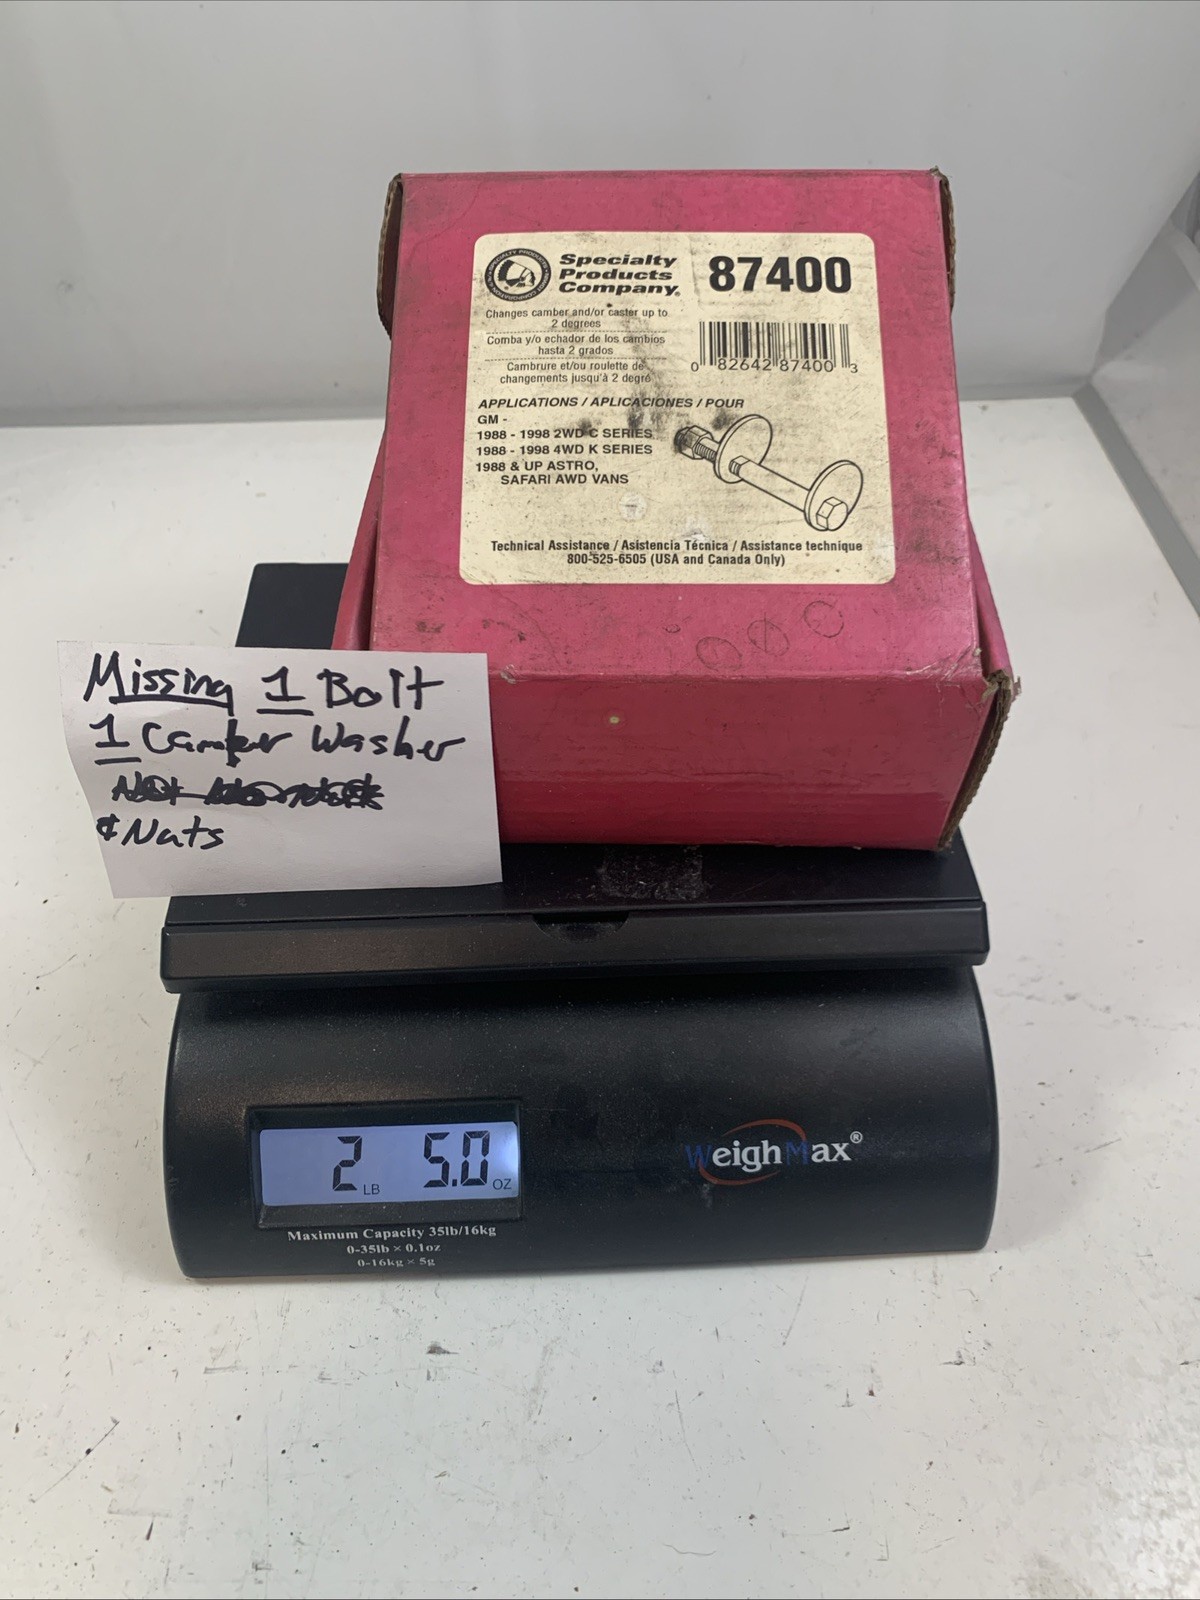 Specialty
Products
Company®
87400
Changes camber and/or caster up to
2 degrees
Comba y/o echador de los cambios
hasta 2 grados
Cambrure et/ou roulette de
changements jusqu'à 2 degré
0 82642 87400 3
APPLICATIONS / APLICACIONES / POUR
GM -
1988 - 1998 2WD C SERIES
1988 - 1998 4WD K SERIES
1988 & UP ASTRO,
SAFARI AWD VANS
Technical Assistance / Asistencia Técnica / Assistance technique
800-525-6505 (USA and Canada Only)
Missing 1 Bolt
1 Camber Washer
& Nuts
2 LB 5.0 OZ
WeighMax®
Maximum Capacity 35lb/16kg
0-35lb × 0.1oz
0-16kg × 5g